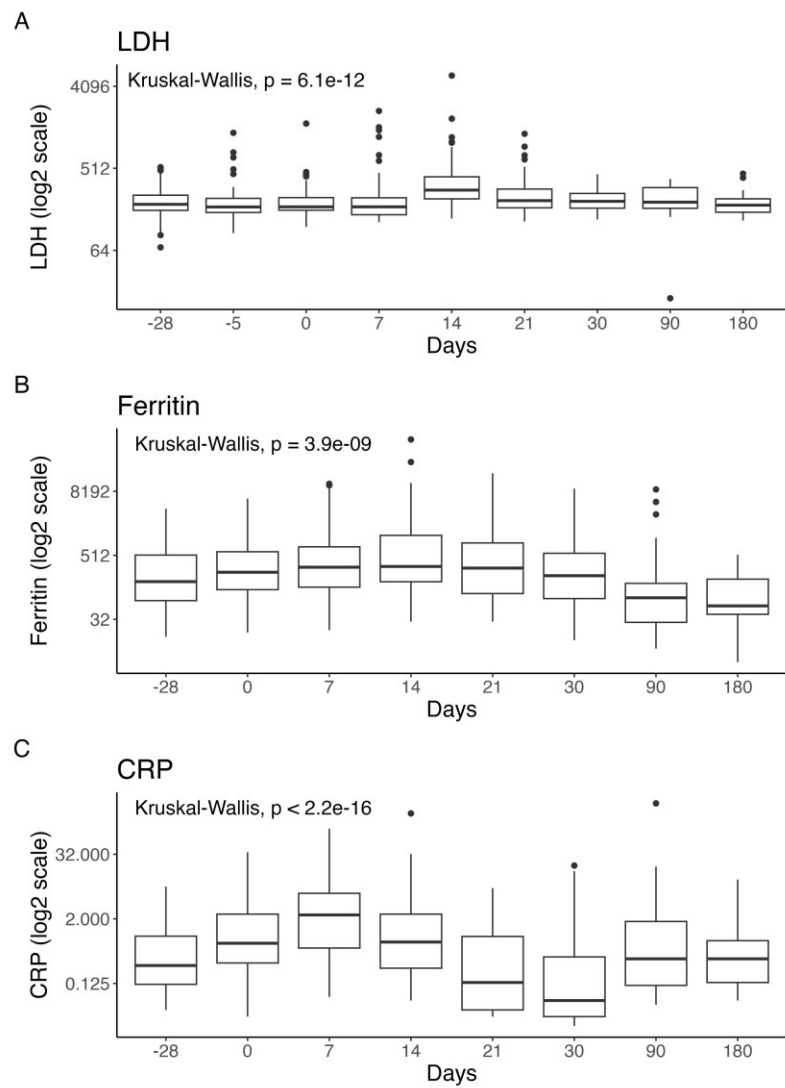 A
LDH
Kruskal-Wallis, p = 6.1e-12
4096
512
64
LDH (log2 scale)
-28 -5 0 7 14 21 30 90 180
Days
B
Ferritin
Kruskal-Wallis, p = 3.9e-09
8192
512
32
Ferritin (log2 scale)
-28 0 7 14 21 30 90 180
Days
C
CRP
Kruskal-Wallis, p < 2.2e-16
32.000
2.000
0.125
CRP (log2 scale)
-28 0 7 14 21 30 90 180
Days